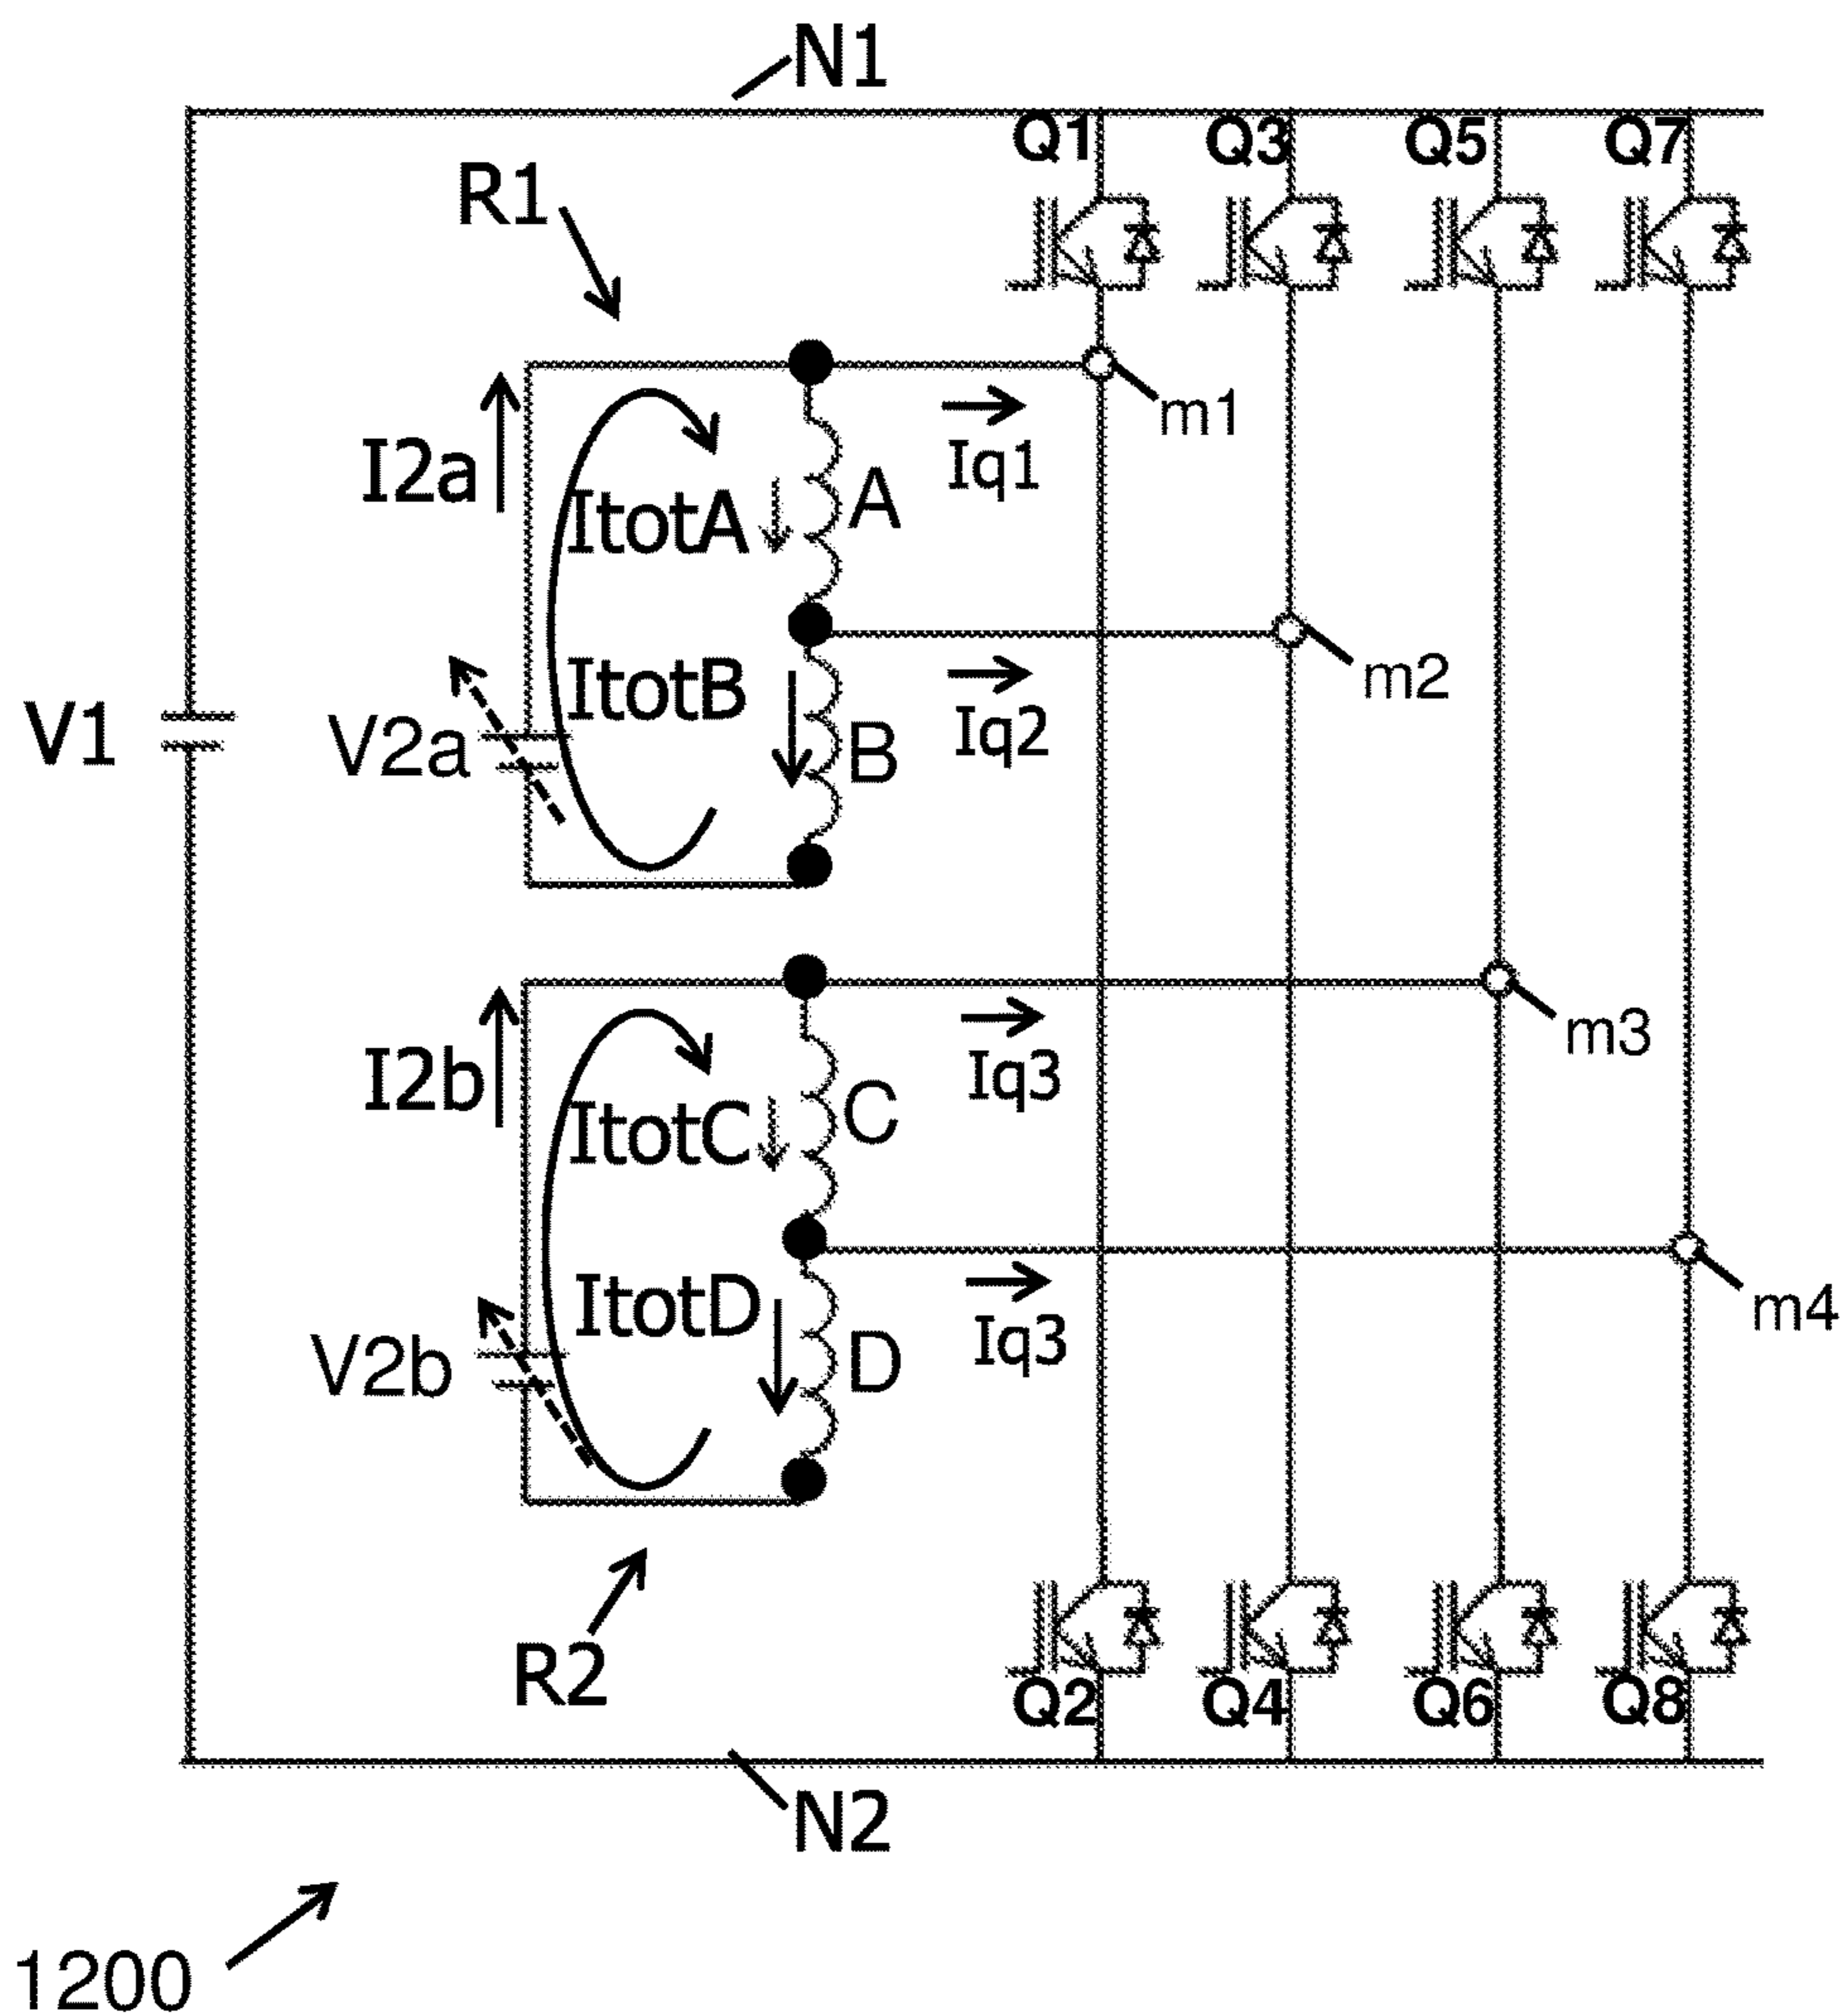 N1
Q1 Q3 Q5 Q7
R1
m1
I2a
Iq1
ItotA A
m2
ItotB
Iq2
V1
V2a B
m3
I2b
Iq3
ItotC C
m4
ItotD
Iq3
V2b D
R2
Q2 Q4 Q6 Q8
N2
1200